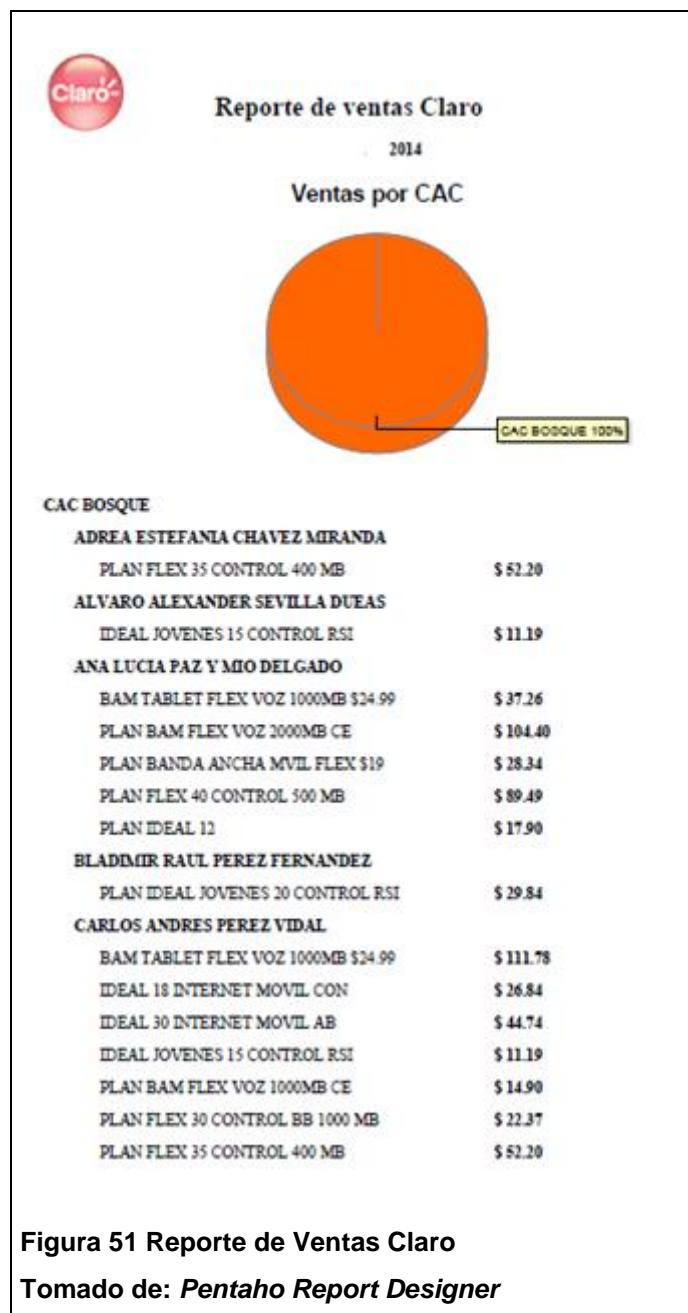 Claro
Reporte de ventas Claro
2014
Ventas por CAC
CAC BOSQUE 100%
CAC BOSQUE
ADREA ESTEFANIA CHAVEZ MIRANDA
PLAN FLEX 35 CONTROL 400 MB $ 52.20
ALVARO ALEXANDER SEVILLA DUEAS
IDEAL JOVENES 15 CONTROL RSI $ 11.19
ANA LUCIA PAZ Y MIO DELGADO
BAM TABLET FLEX VOZ 1000MB $24.99 $ 37.26
PLAN BAM FLEX VOZ 2000MB CE $ 104.40
PLAN BANDA ANCHA MVIL FLEX $19 $ 28.34
PLAN FLEX 40 CONTROL 500 MB $ 89.49
PLAN IDEAL 12 $ 17.90
BLADIMIR RAUL PEREZ FERNANDEZ
PLAN IDEAL JOVENES 20 CONTROL RSI $ 29.84
CARLOS ANDRES PEREZ VIDAL
BAM TABLET FLEX VOZ 1000MB $24.99 $ 111.78
IDEAL 18 INTERNET MOVIL CON $ 26.84
IDEAL 30 INTERNET MOVIL AB $ 44.74
IDEAL JOVENES 15 CONTROL RSI $ 11.19
PLAN BAM FLEX VOZ 1000MB CE $ 14.90
PLAN FLEX 30 CONTROL BB 1000 MB $ 22.37
PLAN FLEX 35 CONTROL 400 MB $ 52.20
Figura 51 Reporte de Ventas Claro
Tomado de: Pentaho Report Designer